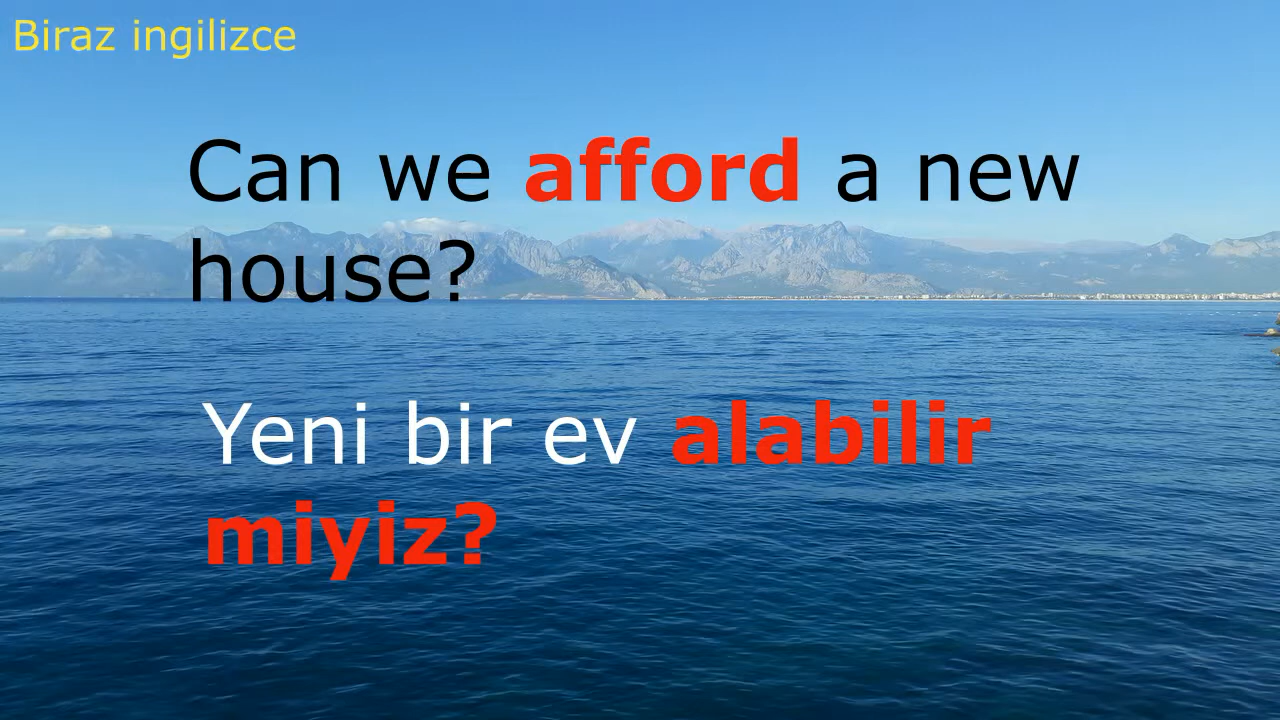 Biraz ingilizce
Can we afford a new
house?
Yeni bir ev alabilir
miyiz?